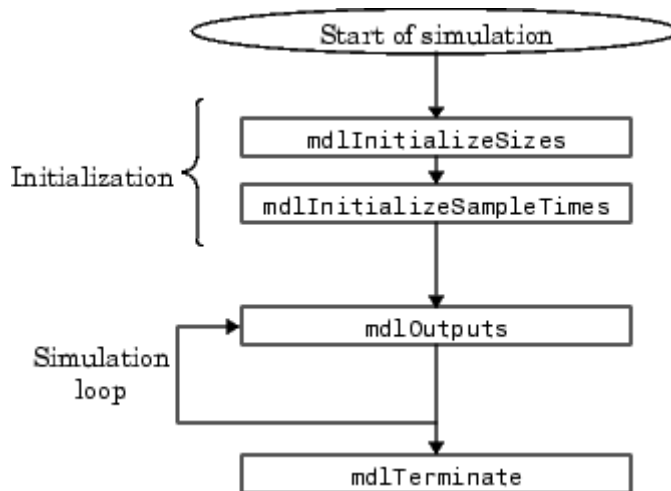 Start of simulation
mdlInitializeSizes
Initialization
mdlInitializeSampleTimes
mdlOutputs
Simulation
loop
mdlTerminate